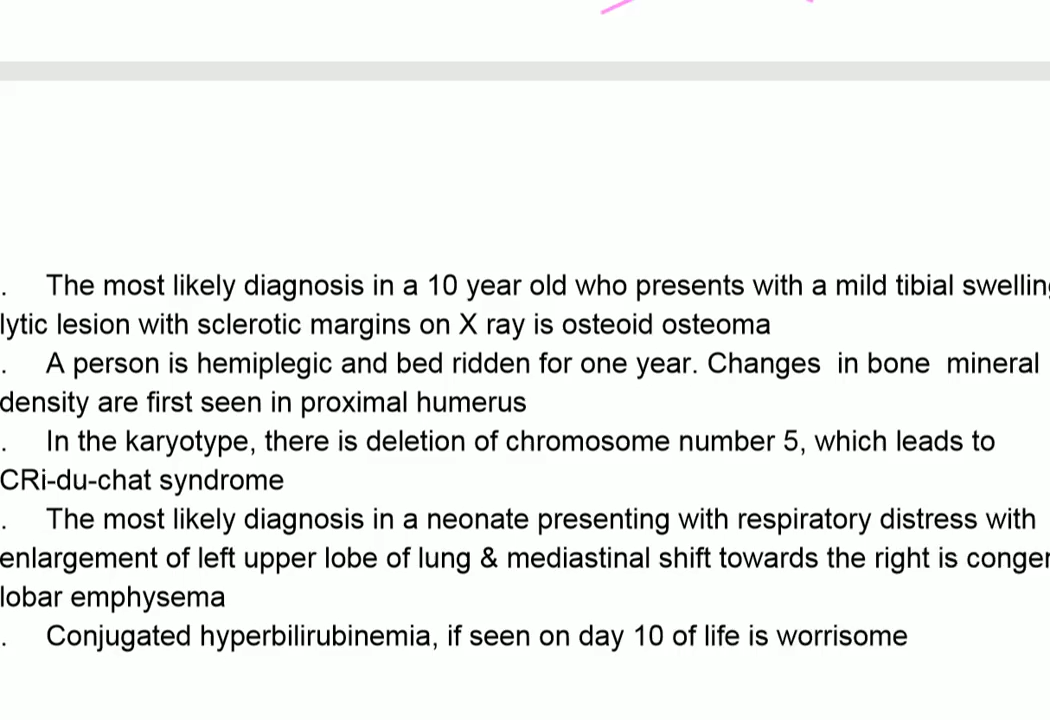 . The most likely diagnosis in a 10 year old who presents with a mild tibial
lytic lesion with sclerotic margins on X ray is osteoid osteoma
. A person is hemiplegic and bed ridden for one year. Changes in bone mineral
density are first seen in proximal humerus
. In the karyotype, there is deletion of chromosome number 5, which leads to
CRi-du-chat syndrome
. The most likely diagnosis in a neonate presenting with respiratory distress with
enlargement of left upper lobe of lung & mediastinal shift towards the right is
lobar emphysema
. Conjugated hyperbilirubinemia, if seen on day 10 of life is worrisome